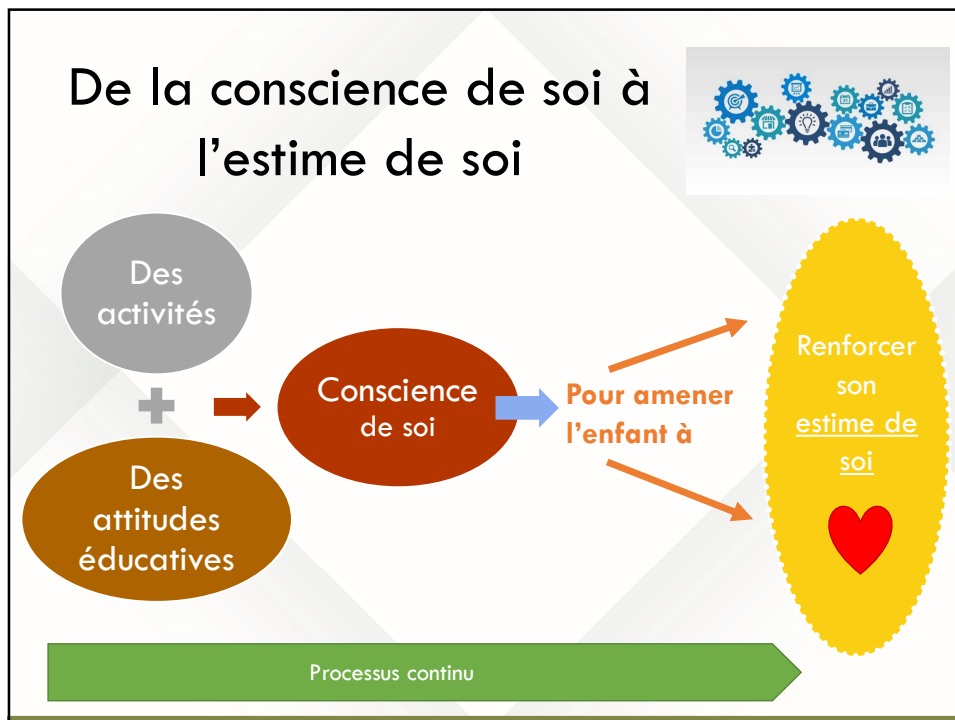 De la conscience de soi à
l’estime de soi
Des
activités
Des
attitudes
éducatives
Conscience
de soi
Pour amener
l’enfant à
Renforcer
son
estime de
soi
Processus continu